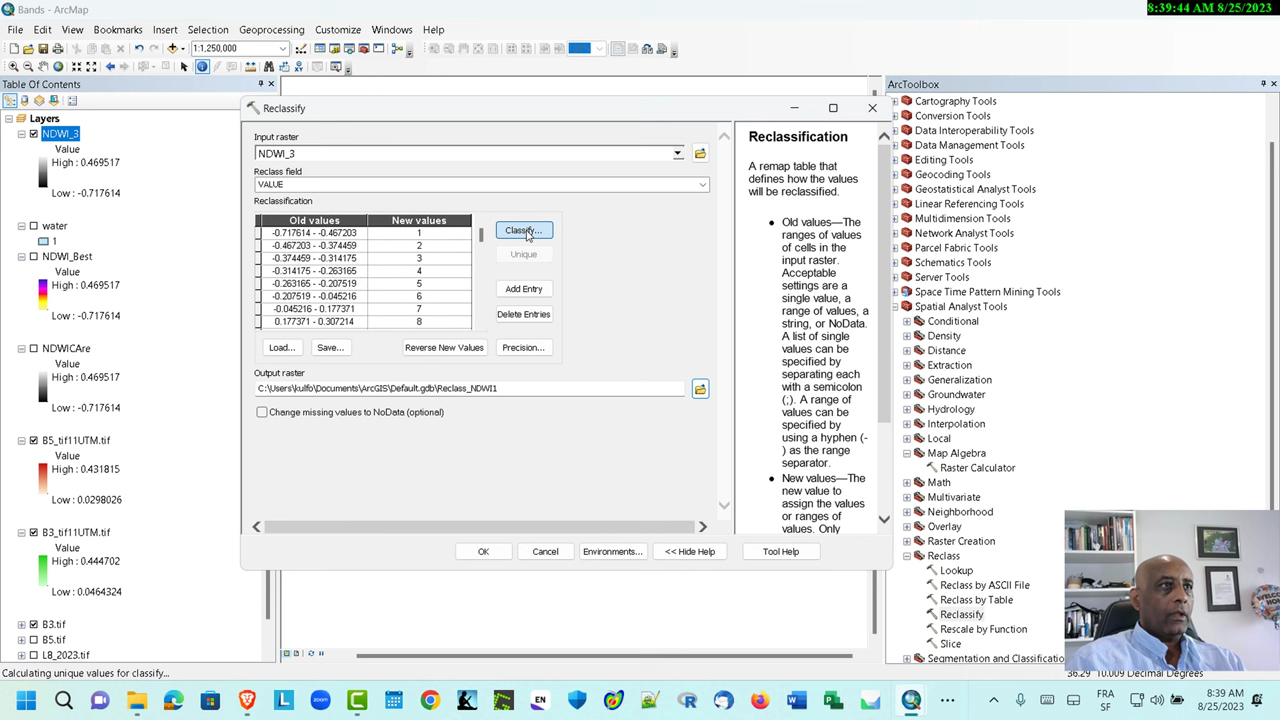 Bands - ArcMap
8:39:44 AM 8/25/2023
File Edit View Bookmarks Insert Selection Geoprocessing Customize Windows Help
1:1,250,000
Table Of Contents
Layers
NDWI_3
Value
High : 0.469517
Low : -0.717614
water
1
NDWI_Best
Value
High : 0.469517
Low : -0.717614
NDWICAre
Value
High : 0.469517
Low : -0.717614
B5_tif11UTM.tif
Value
High : 0.431815
Low : 0.0298026
B3_tif11UTM.tif
Value
High : 0.444702
Low : 0.0464324
B3.tif
B5.tif
L8_2023.tif
Calculating unique values for classify...
Reclassify
Input raster
NDWI_3
Reclass field
VALUE
Reclassification
Old values New values
-0.717614 - -0.467203 1
-0.467203 - -0.374459 2
-0.374459 - -0.314175 3
-0.314175 - -0.263165 4
-0.263165 - -0.207519 5
-0.207519 - -0.045216 6
-0.045216 - 0.177371 7
0.177371 - 0.307214 8
Classify...
Unique
Add Entry
Delete Entries
Load... Save... Reverse New Values Precision...
Output raster
C:\Users\kulfo\Documents\ArcGIS\Default.gdb\Reclass_NDWI1
Change missing values to NoData (optional)
OK Cancel Environments... << Hide Help Tool Help
Reclassification
A remap table that
defines how the values
will be reclassified.
• Old values—The
ranges of values
of cells in the
input raster.
Acceptable
settings are a
single value, a
range of values, a
string, or NoData.
A list of single
values can be
specified by
separating each
with a semicolon
(;). A range of
values can be
specified by
using a hyphen (-
) as the range
separator.
• New values—The
new value to
assign the values
or ranges of
values. Only
ArcToolbox
Cartography Tools
Conversion Tools
Data Interoperability Tools
Data Management Tools
Editing Tools
Geocoding Tools
Geostatistical Analyst Tools
Linear Referencing Tools
Multidimension Tools
Network Analyst Tools
Parcel Fabric Tools
Schematics Tools
Server Tools
Space Time Pattern Mining Tools
Spatial Analyst Tools
Conditional
Density
Distance
Extraction
Generalization
Groundwater
Hydrology
Interpolation
Local
Map Algebra
Raster Calculator
Math
Multivariate
Neighborhood
Overlay
Raster Creation
Reclass
Lookup
Reclass by ASCII File
Reclass by Table
Reclassify
Rescale by Function
Slice
Segmentation and Classificatio
36.29 10.009 Decimal Degrees
EN
FRA
SF
8:39 AM
8/25/2023